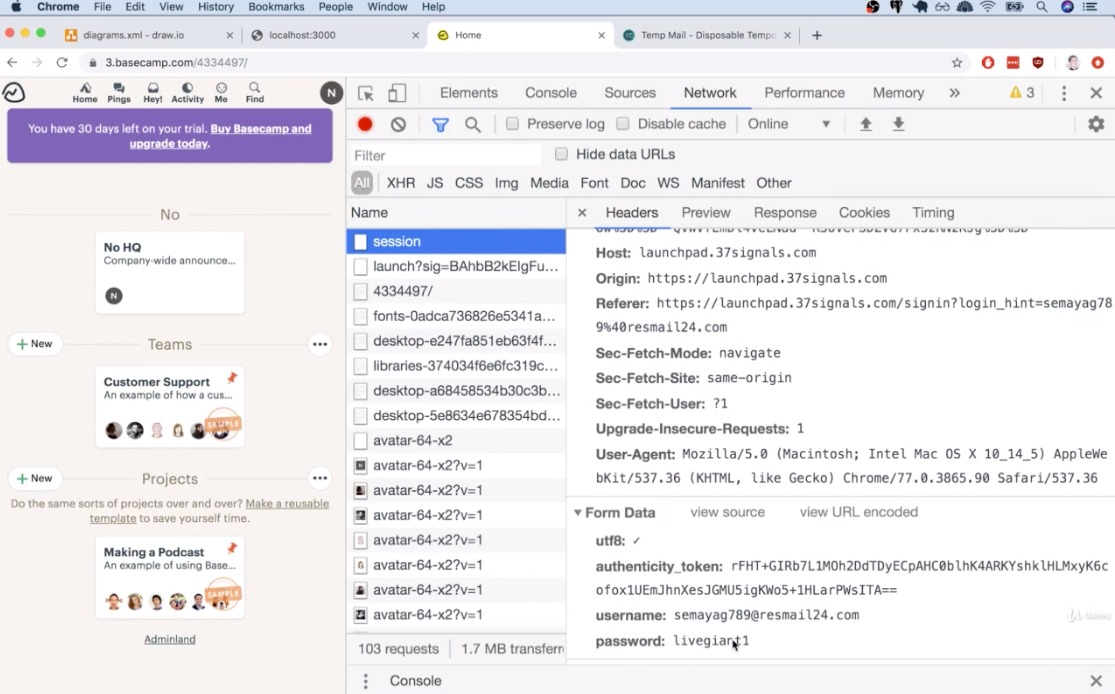 Chrome File Edit View History Bookmarks People Window Help
diagrams.xml - draw.io
localhost:3000
Home
Temp Mail - Disposable Tempo
3.basecamp.com/4334497/
Home Pings Hey! Activity Me Find
N
You have 30 days left on your trial. Buy Basecamp and
upgrade today.
No
No HQ
Company-wide announce...
N
+ New
Teams
Customer Support
An example of how a cus...
SAMPLE
+ New
Projects
Do the same sorts of projects over and over? Make a reusable
template to save yourself time.
Making a Podcast
An example of using Base...
SAMPLE
Adminland
Elements Console Sources Network Performance Memory » 3
Preserve log Disable cache Online
Filter Hide data URLs
All XHR JS CSS Img Media Font Doc WS Manifest Other
Name
session
launch?sig=BAhbB2kEIgFu...
4334497/
fonts-0adca736826e5341a...
desktop-e247fa851eb63f4f...
libraries-374034f6e6fc319c...
desktop-a68458534b30c3b...
desktop-5e8634e678354bd...
avatar-64-x2
avatar-64-x2?v=1
avatar-64-x2?v=1
avatar-64-x2?v=1
avatar-64-x2?v=1
avatar-64-x2?v=1
avatar-64-x2?v=1
avatar-64-x2?v=1
103 requests 1.7 MB transferr
Headers Preview Response Cookies Timing
Host: launchpad.37signals.com
Origin: https://launchpad.37signals.com
Referer: https://launchpad.37signals.com/signin?login_hint=semayag78
9%40resmail24.com
Sec-Fetch-Mode: navigate
Sec-Fetch-Site: same-origin
Sec-Fetch-User: ?1
Upgrade-Insecure-Requests: 1
User-Agent: Mozilla/5.0 (Macintosh; Intel Mac OS X 10_14_5) AppleWe
bKit/537.36 (KHTML, like Gecko) Chrome/77.0.3865.90 Safari/537.36
Form Data view source view URL encoded
utf8: ✓
authenticity_token: rFHT+GIRb7L1MOh2DdTDyECpAHC0blhK4ARKYshklHLMxyK6c
ofox1UEmJhnXesJGMU5igKWo5+1HLarPWsITA==
username: semayag789@resmail24.com
password: livegiant1
Udemy
Console